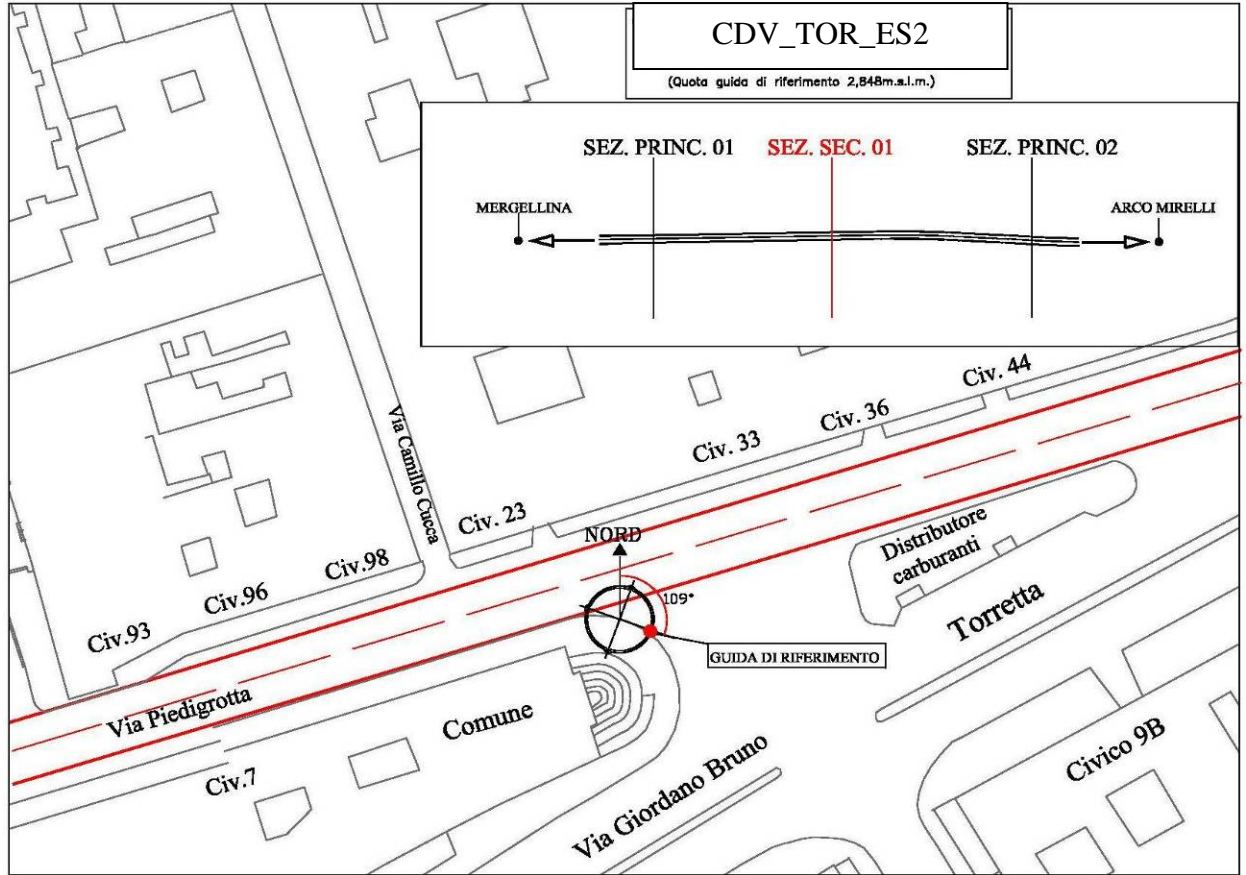 CDV_TOR_ES2
(Quota guida di riferimento 2,848m.s.l.m.)
SEZ. PRINC. 01
SEZ. SEC. 01
SEZ. PRINC. 02
MERGELLINA
ARCO MIRELLI
Civ. 44
Civ. 36
Civ. 33
Via Camillo Cucca
Civ. 23
NORD
Distributore
carburanti
Civ.98
Civ.96
109°
Civ.93
Torretta
GUIDA DI RIFERIMENTO
Via Piedigrotta
Comune
Civ.7
Via Giordano Bruno
Civico 9B